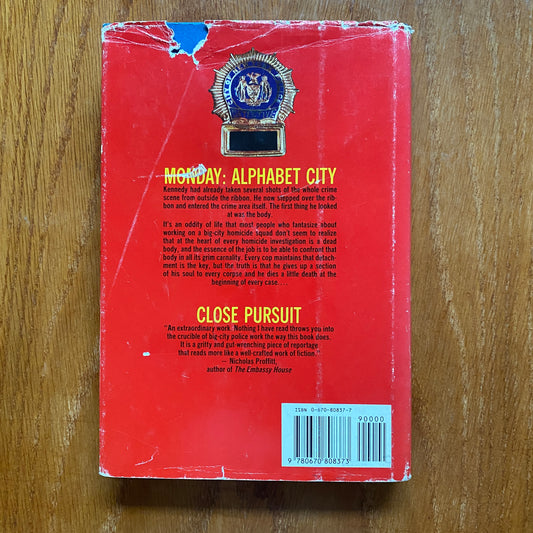 MONDAY: ALPHABET CITY
Kennedy had already taken several shots of the whole crime
scene from outside the ribbon. He now stepped over the rib-
bon and entered the crime area itself. The first thing he looked
at was the body.
It's an oddity of life that most people who fantasize about
working on a big-city homicide squad don't seem to realize
that at the heart of every homicide investigation is a dead
body, and the essence of the job is to be able to confront that
body in all its grim carnality. Every cop maintains that detach-
ment is the key, but the truth is that he gives up a section
of his soul to every corpse and he dies a little death at the
beginning of every case. . . .
CLOSE PURSUIT
"An extraordinary work. Nothing I have read throws you into
the crucible of big-city police work the way this book does.
It is a gritty and gut-wrenching piece of reportage
that reads more like a well-crafted work of fiction."
— Nicholas Proffitt,
author of The Embassy House
ISBN 0-670-80837-7
90000
9 780670 808373